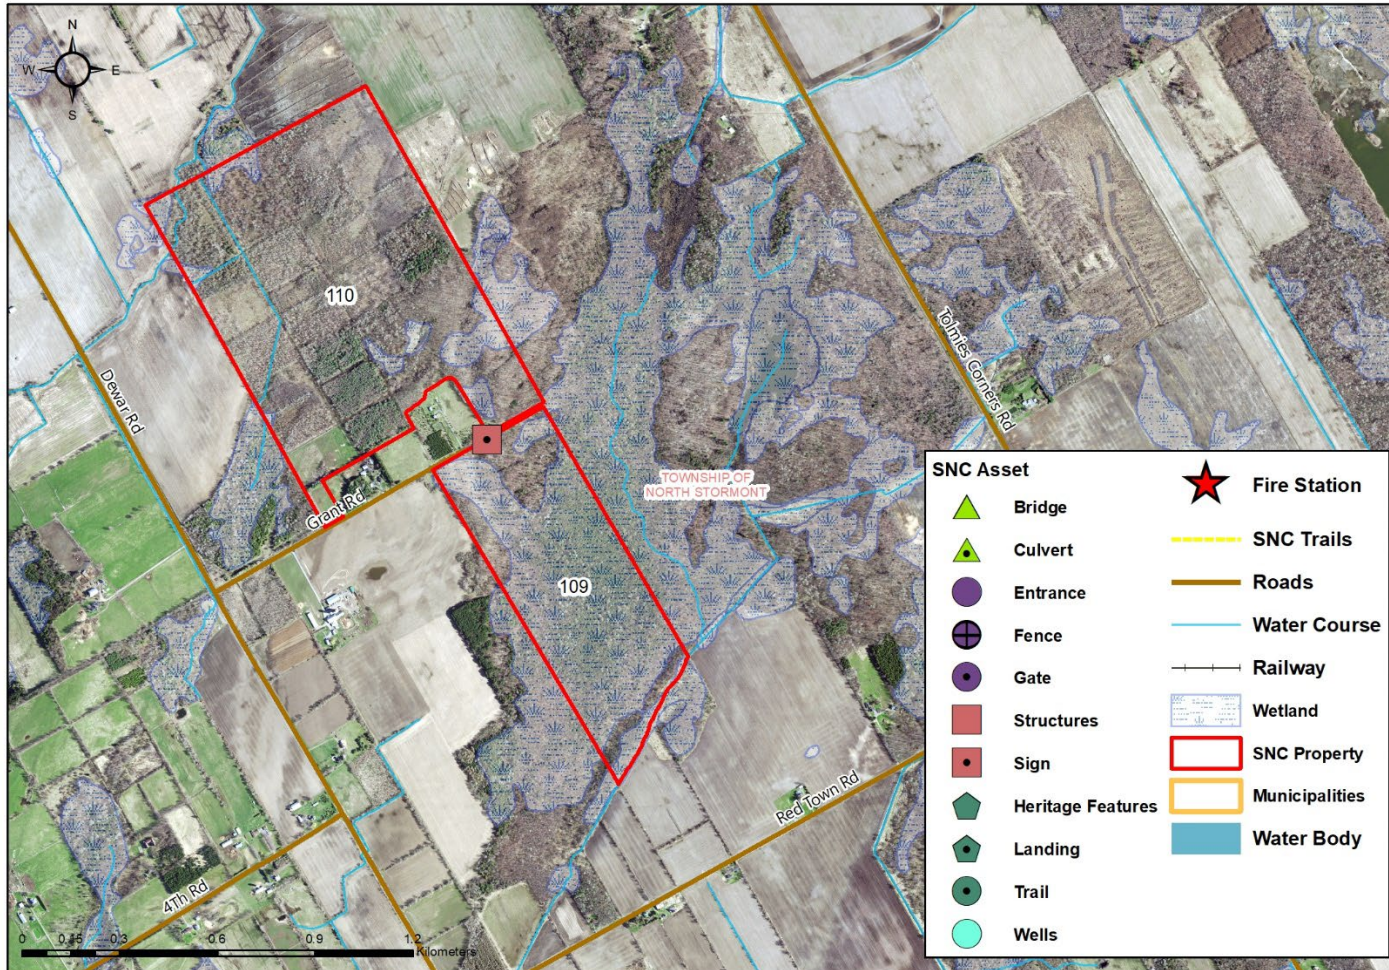 N
W E
S
110
Dewar Rd
Tolmies Corners Rd
TOWNSHIP OF
NORTH STORMONT
Grant Rd
109
Red Town Rd
4Th Rd
0 0.15 0.3 0.6 0.9 1.2
Kilometers
SNC Asset
Bridge
Culvert
Entrance
Fence
Gate
Structures
Sign
Heritage Features
Landing
Trail
Wells
Fire Station
SNC Trails
Roads
Water Course
Railway
Wetland
SNC Property
Municipalities
Water Body